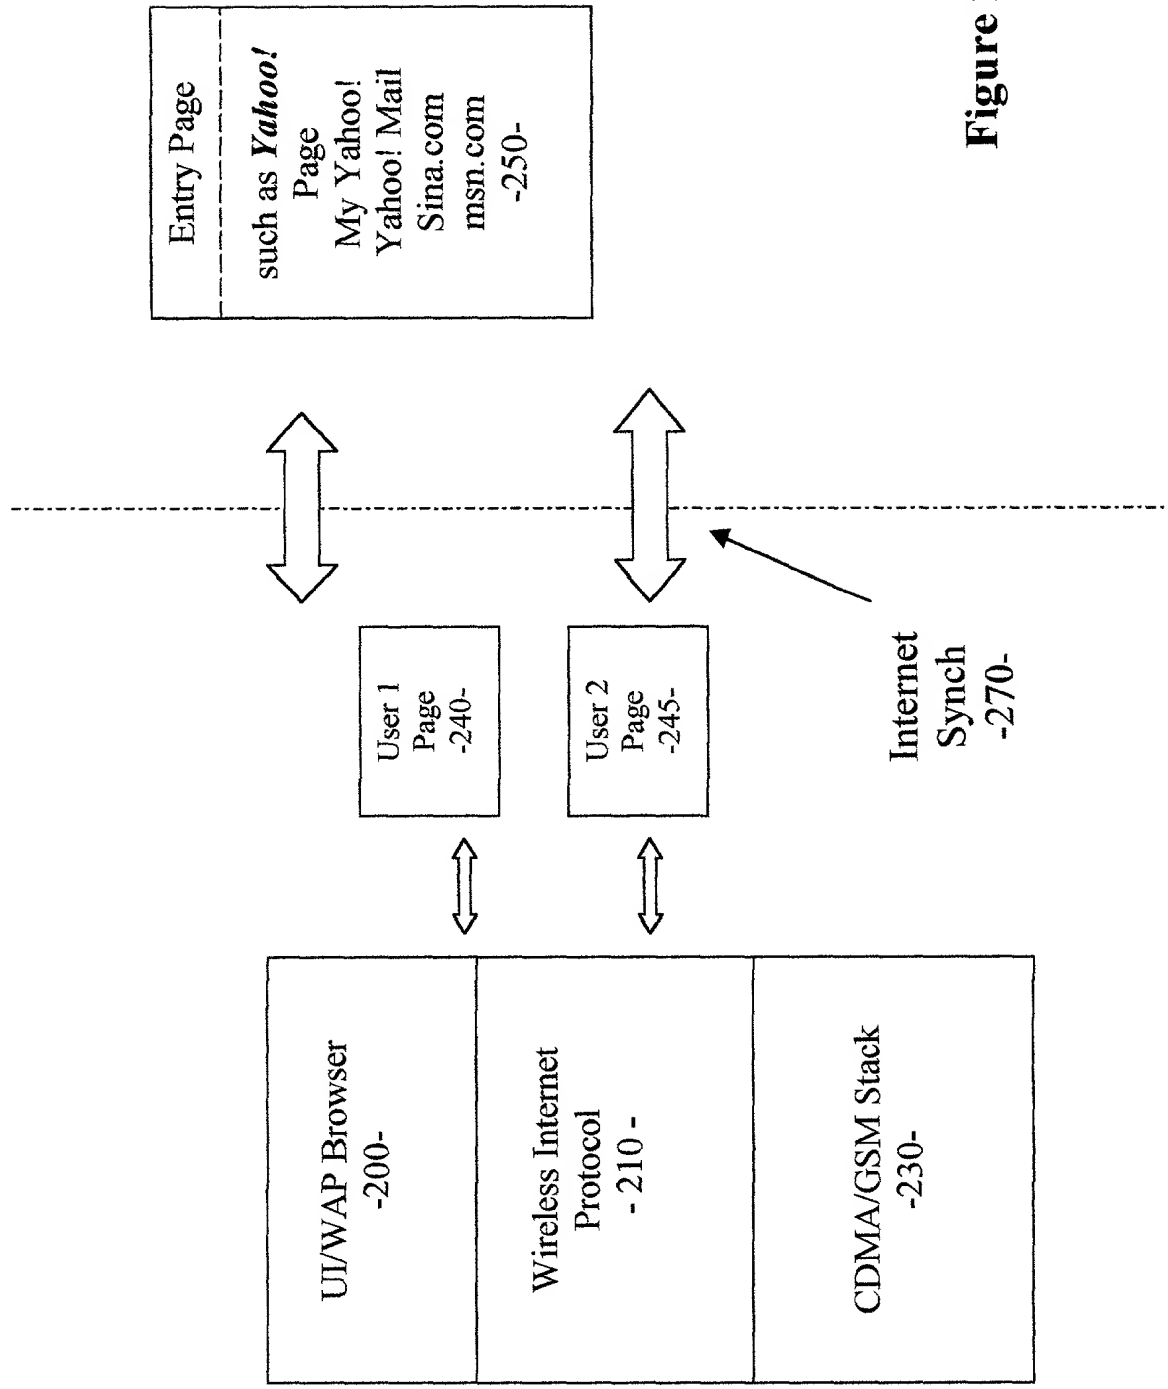 UI/WAP Browser
-200-
Wireless Internet
Protocol
- 210 -
CDMA/GSM Stack
-230-
User 1
Page
-240-
User 2
Page
-245-
Internet
Synch
-270-
Entry Page
such as Yahoo!
Page
My Yahoo!
Yahoo! Mail
Sina.com
msn.com
-250-
Figure